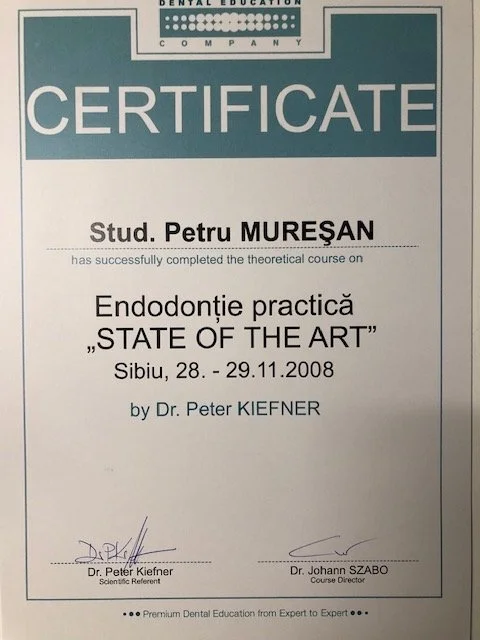 DENTAL EDUCATION
COMPANY
CERTIFICATE
Stud. Petru MUREŞAN
has successfully completed the theoretical course on
Endodonţie practică
„STATE OF THE ART”
Sibiu, 28. - 29.11.2008
by Dr. Peter KIEFNER
Dr. Peter Kiefner
Scientific Referent
Dr. Johann SZABO
Course Director
••• Premium Dental Education from Expert to Expert •••